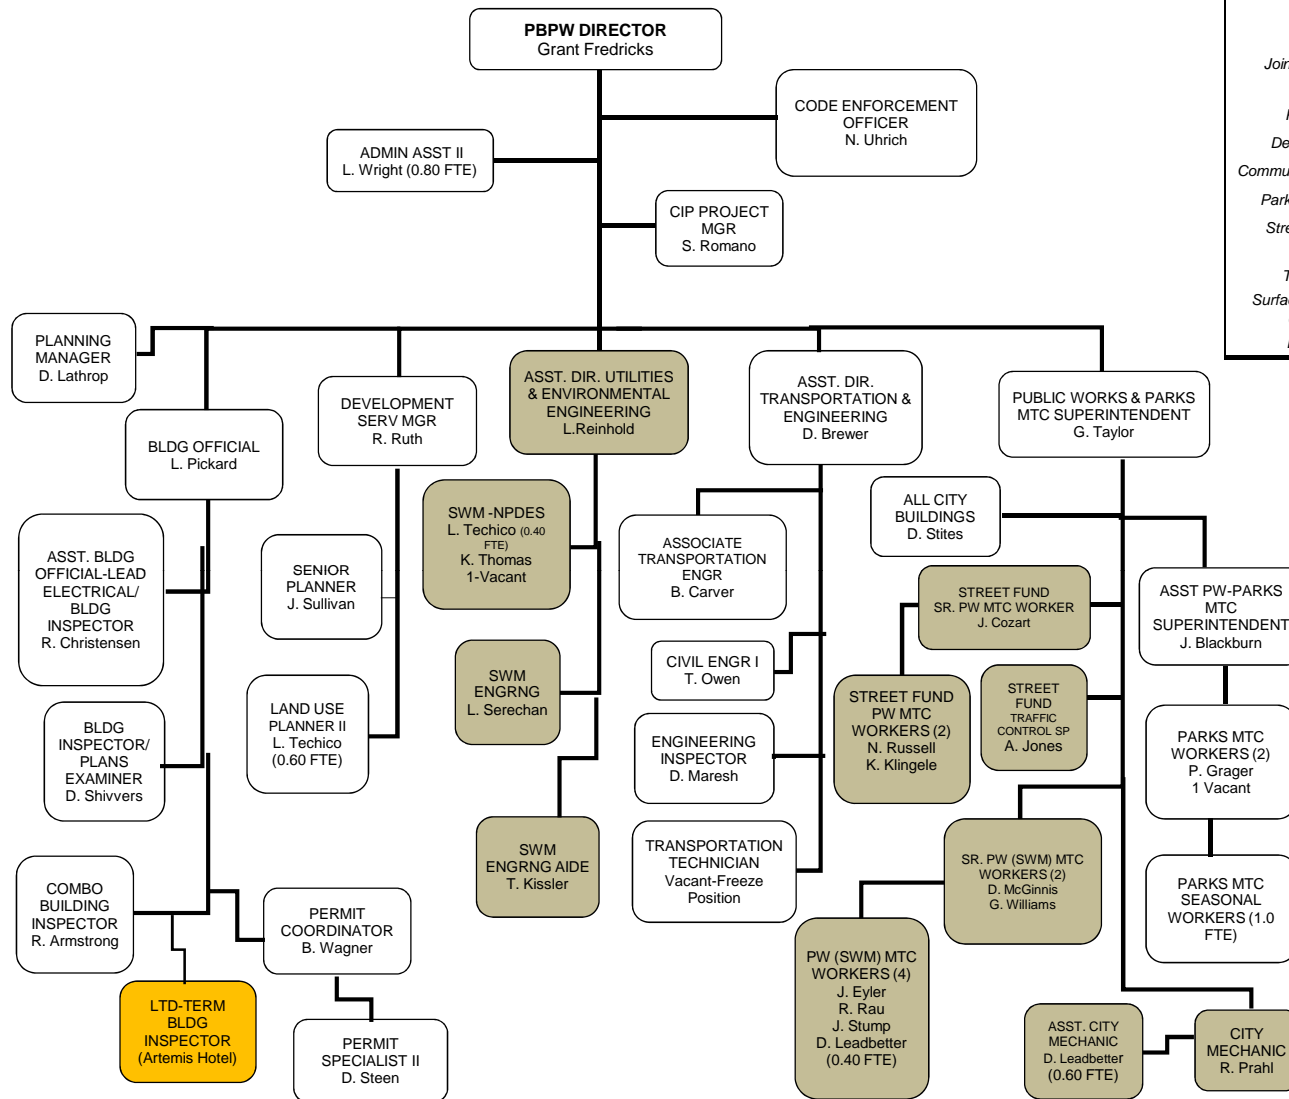 PBPW DIRECTOR
Grant Fredricks
CODE ENFORCEMENT
OFFICER
N. Uhrich
ADMIN ASST II
L. Wright (0.80 FTE)
CIP PROJECT
MGR
S. Romano
PLANNING
MANAGER
D. Lathrop
BLDG OFFICIAL
L. Pickard
DEVELOPMENT
SERV MGR
R. Ruth
ASST. DIR. UTILITIES
& ENVIRONMENTAL
ENGINEERING
L.Reinhold
ASST. DIR.
TRANSPORTATION &
ENGINEERING
D. Brewer
PUBLIC WORKS & PARKS
MTC SUPERINTENDENT
G. Taylor
ASST. BLDG
OFFICIAL-LEAD
ELECTRICAL/
BLDG
INSPECTOR
R. Christensen
BLDG
INSPECTOR/
PLANS
EXAMINER
D. Shivvers
COMBO
BUILDING
INSPECTOR
R. Armstrong
LTD-TERM
BLDG
INSPECTOR
(Artemis Hotel)
PERMIT
COORDINATOR
B. Wagner
PERMIT
SPECIALIST II
D. Steen
SENIOR
PLANNER
J. Sullivan
LAND USE
PLANNER II
L. Techico
(0.60 FTE)
SWM -NPDES
L. Techico (0.40
FTE)
K. Thomas
1-Vacant
SWM
ENGRNG
L. Serechan
SWM
ENGRNG AIDE
T. Kissler
ASSOCIATE
TRANSPORTATION
ENGR
B. Carver
CIVIL ENGR I
T. Owen
ENGINEERING
INSPECTOR
D. Maresh
TRANSPORTATION
TECHNICIAN
Vacant-Freeze
Position
ALL CITY
BUILDINGS
D. Stites
STREET FUND
SR. PW MTC WORKER
J. Cozart
STREET FUND
PW MTC
WORKERS (2)
N. Russell
K. Klingele
STREET
FUND
TRAFFIC
CONTROL SP
A. Jones
SR. PW (SWM) MTC
WORKERS (2)
D. McGinnis
G. Williams
PW (SWM) MTC
WORKERS (4)
J. Eyler
R. Rau
J. Stump
D. Leadbetter
(0.40 FTE)
ASST. CITY
MECHANIC
D. Leadbetter
(0.60 FTE)
CITY
MECHANIC
R. Prahl
ASST PW-PARKS
MTC
SUPERINTENDENT
J. Blackburn
PARKS MTC
WORKERS (2)
P. Grager
1 Vacant
PARKS MTC
SEASONAL
WORKERS (1.0
FTE)